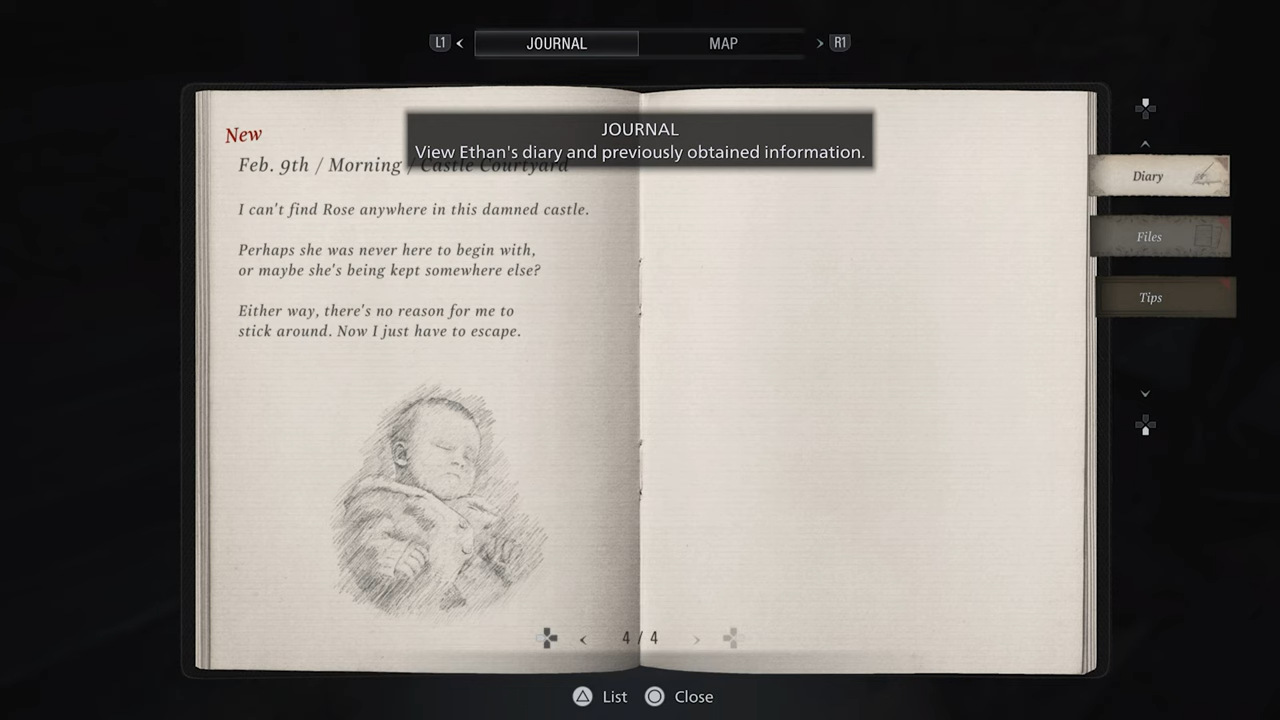 L1 < JOURNAL MAP > R1
JOURNAL
View Ethan's diary and previously obtained information.
New
Feb. 9th / Morning / Castle Courtyard
I can't find Rose anywhere in this damned castle.
Perhaps she was never here to begin with,
or maybe she's being kept somewhere else?
Either way, there's no reason for me to
stick around. Now I just have to escape.
Diary
Files
Tips
< 4 / 4 >
List Close